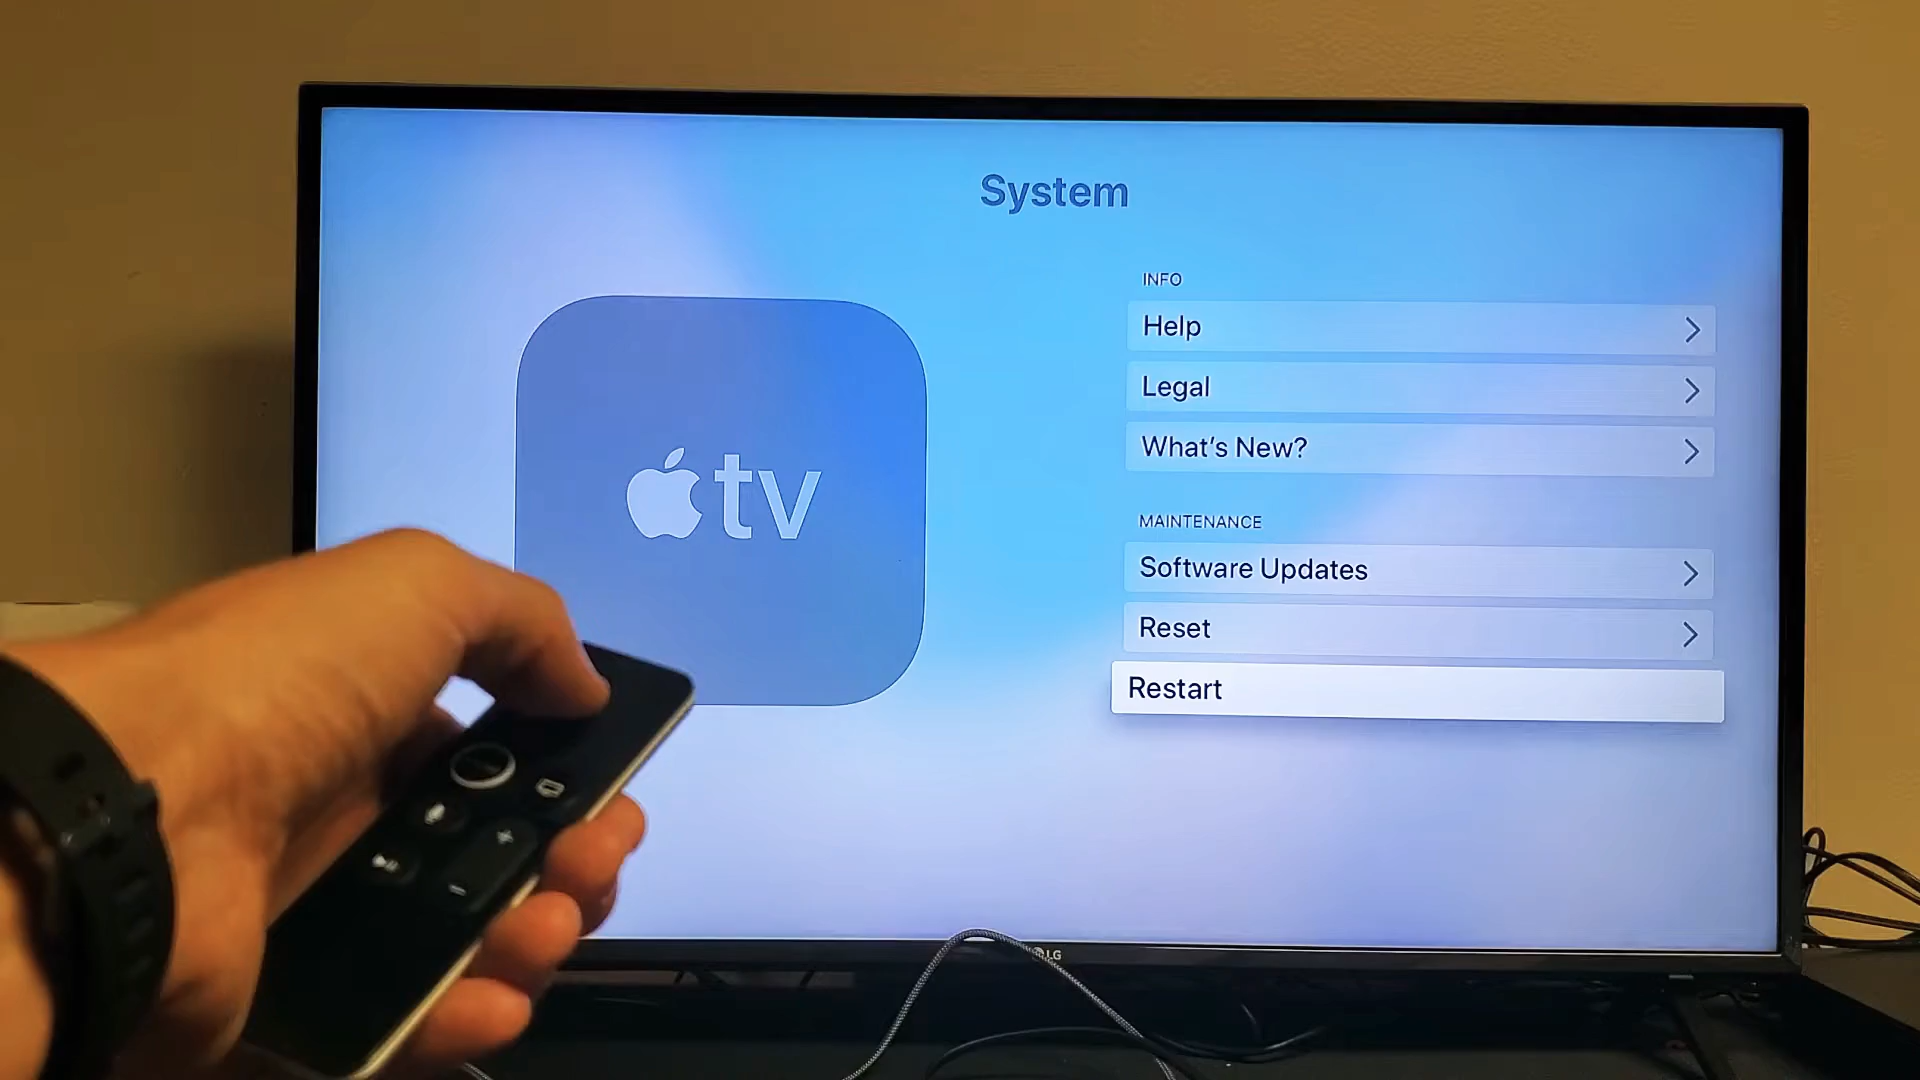 System
INFO
Help
Legal
What's New?
tv
MAINTENANCE
Software Updates
Reset
Restart
LG